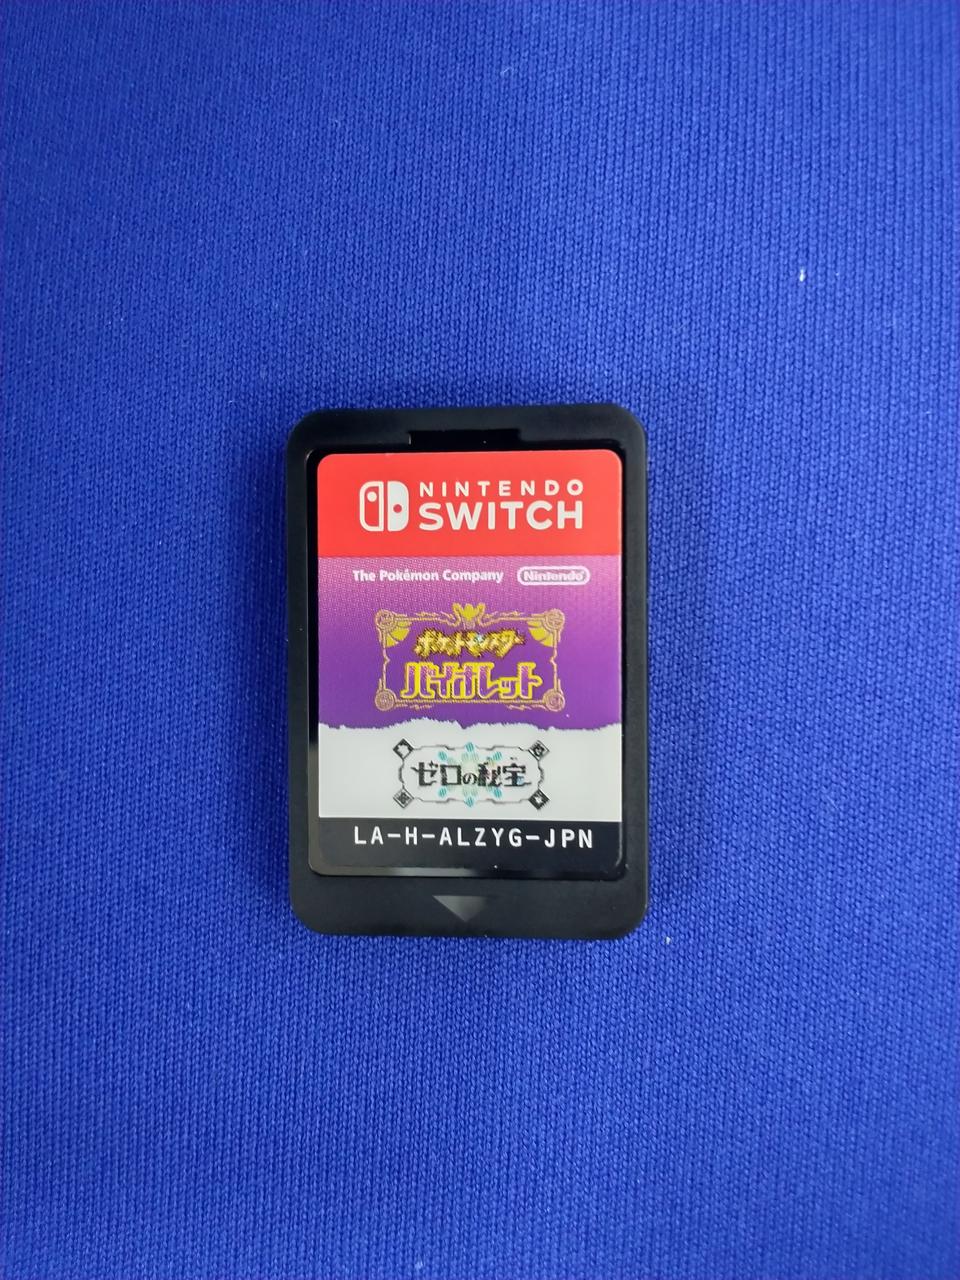 NINTENDO
SWITCH
The Pokémon Company Nintendo
ポケットモンスター
バイオレット
ゼロの秘宝
LA-H-ALZYG-JPN